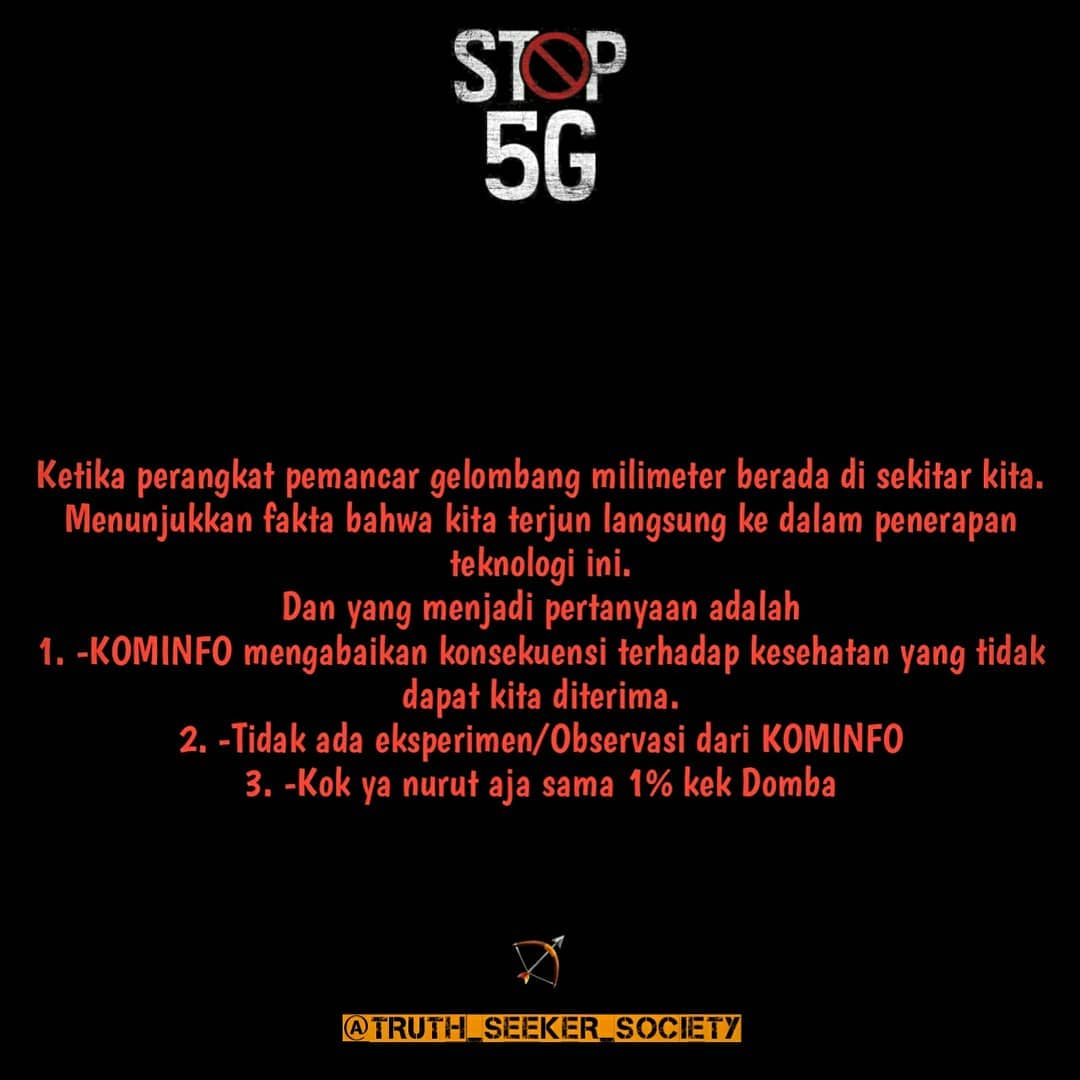 STOP
5G
Ketika perangkat pemancar gelombang milimeter berada di sekitar kita.
Menunjukkan fakta bahwa kita terjun langsung ke dalam penerapan
teknologi ini.
Dan yang menjadi pertanyaan adalah
1. -KOMINFO mengabaikan konsekuensi terhadap kesehatan yang tidak
dapat kita diterima.
2. -Tidak ada eksperimen/Observasi dari KOMINFO
3. -Kok ya nurut aja sama 1% kek Domba
@TRUTH_SEEKER_SOCIETY